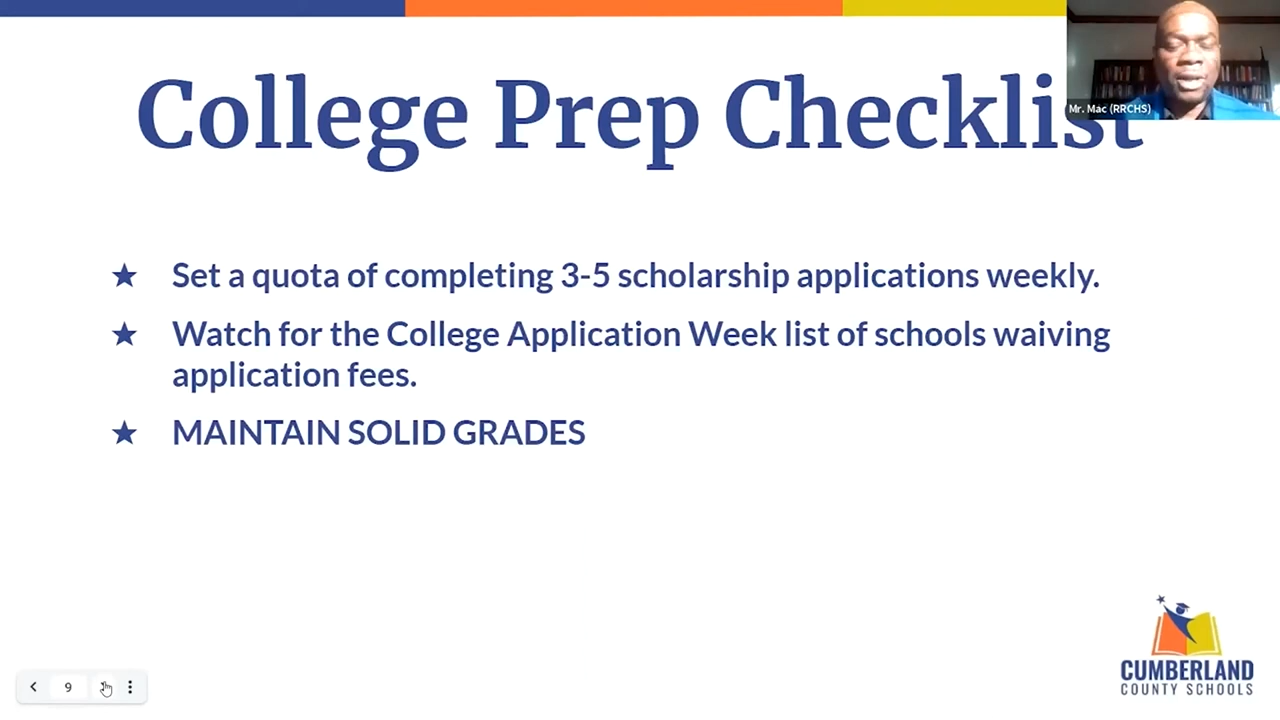 College Prep Checklist
Mr. Mac (RRCHS)
★ Set a quota of completing 3-5 scholarship applications weekly.
★ Watch for the College Application Week list of schools waiving
application fees.
★ MAINTAIN SOLID GRADES
CUMBERLAND
COUNTY SCHOOLS
9